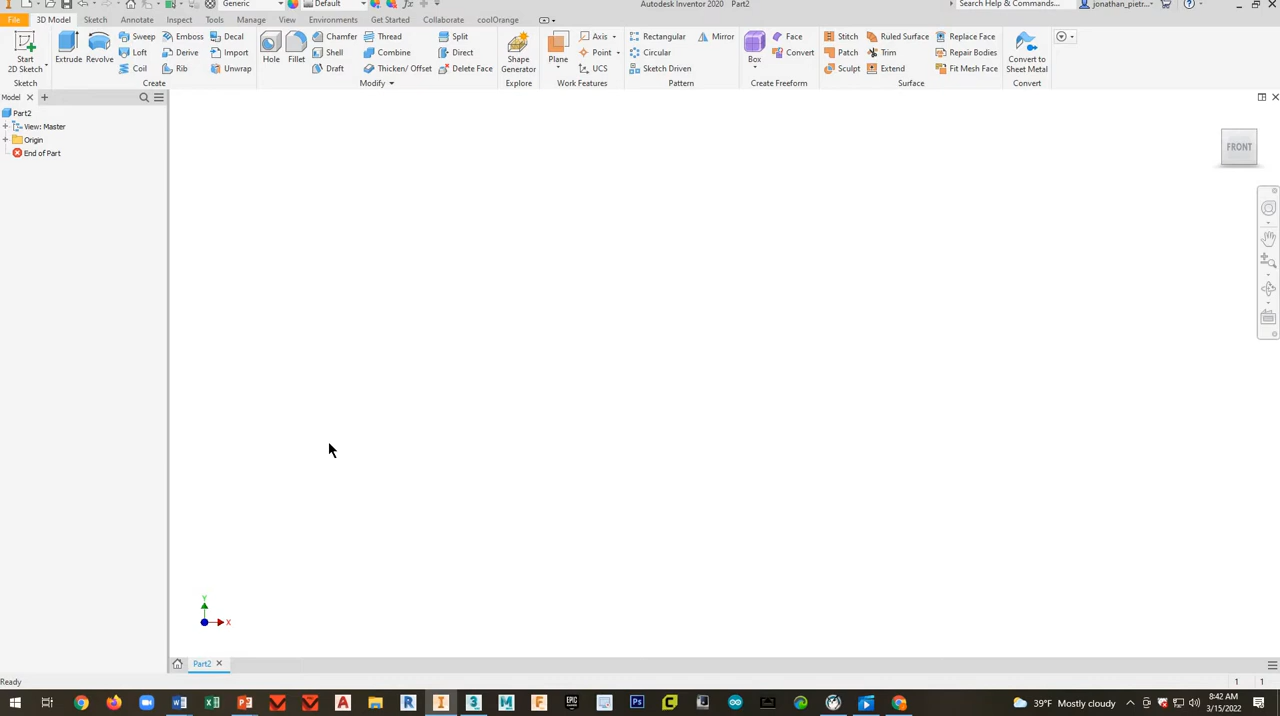 Generic Default Autodesk Inventor 2020 Part2 Search Help & Commands... jonathan_pietr...
File 3D Model Sketch Annotate Inspect Tools Manage View Environments Get Started Collaborate coolOrange
Start
2D Sketch
Sketch
Extrude
Revolve
Sweep Emboss Decal
Loft Derive Import
Coil Rib Unwrap
Create
Hole
Fillet
Chamfer Thread Split
Shell Combine Direct
Draft Thicken/ Offset Delete Face
Modify
Shape
Generator
Explore
Plane
Axis
Point
UCS
Work Features
Rectangular Mirror
Circular
Sketch Driven
Pattern
Box
Face
Convert
Create Freeform
Stitch Ruled Surface Replace Face
Patch Trim Repair Bodies
Sculpt Extend Fit Mesh Face
Surface
Convert to
Sheet Metal
Convert
Model
Part2
View: Master
Origin
End of Part
FRONT
Y
X
Part2
Ready 1 1
39°F Mostly cloudy
8:42 AM
3/15/2022